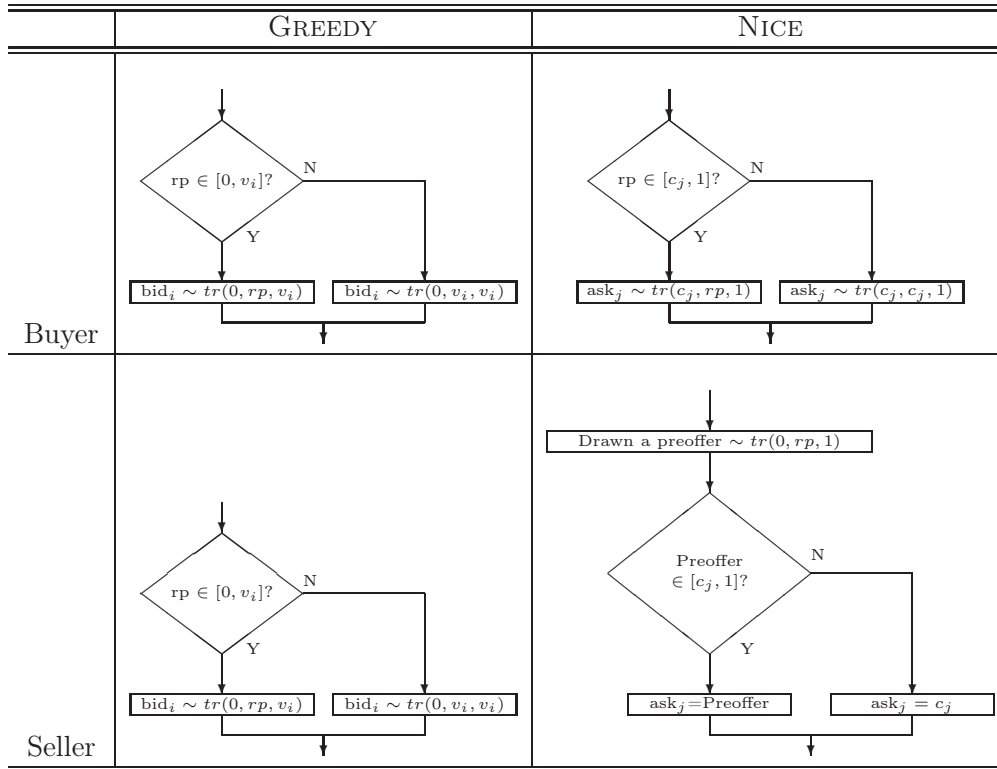 GREEDY NICE
N N
rp ∈ [0, v_i]? rp ∈ [c_j, 1]?
Y Y
bid_i ∼ tr(0, rp, v_i) bid_i ∼ tr(0, v_i, v_i) ask_j ∼ tr(c_j, rp, 1) ask_j ∼ tr(c_j, c_j, 1)
Buyer
Drawn a preoffer ∼ tr(0, rp, 1)
N
Preoffer
∈ [c_j, 1]?
N
rp ∈ [0, v_i]?
Y Y
bid_i ∼ tr(0, rp, v_i) bid_i ∼ tr(0, v_i, v_i) ask_j=Preoffer ask_j = c_j
Seller